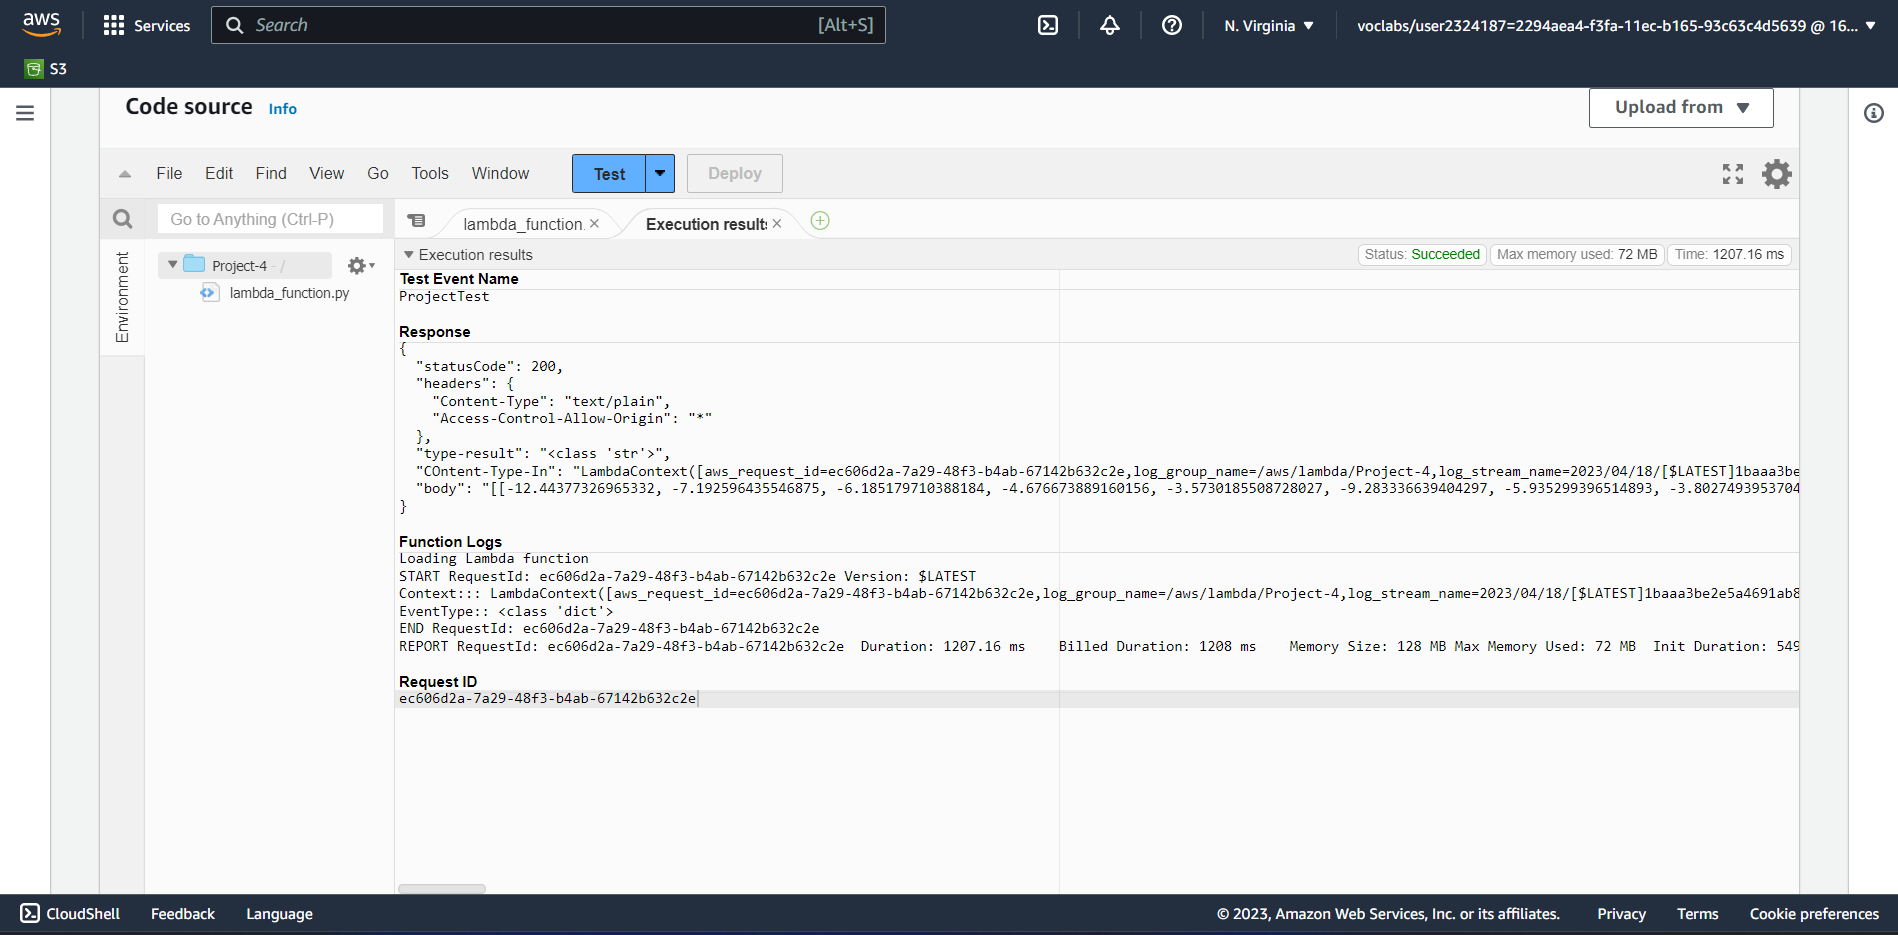 aws
Services
Search
[Alt+S]
N. Virginia
voclabs/user2324187=2294aea4-f3fa-11ec-b165-93c63c4d5639 @ 16...
S3
Code source Info
Upload from
File Edit Find View Go Tools Window
Test
Deploy
Go to Anything (Ctrl-P)
lambda_function.
Execution results
Environment
Project-4 - /
lambda_function.py
Execution results
Status: Succeeded
Max memory used: 72 MB
Time: 1207.16 ms
Test Event Name
ProjectTest
Response
{
"statusCode": 200,
"headers": {
"Content-Type": "text/plain",
"Access-Control-Allow-Origin": "*"
},
"type-result": "<class 'str'>",
"COntent-Type-In": "LambdaContext([aws_request_id=ec606d2a-7a29-48f3-b4ab-67142b632c2e,log_group_name=/aws/lambda/Project-4,log_stream_name=2023/04/18/[$LATEST]1baaa3be
"body": "[[-12.44377326965332, -7.192596435546875, -6.185179710388184, -4.676673889160156, -3.5730185508728027, -9.283336639404297, -5.935299396514893, -3.8027493953704
}
Function Logs
Loading Lambda function
START RequestId: ec606d2a-7a29-48f3-b4ab-67142b632c2e Version: $LATEST
Context::: LambdaContext([aws_request_id=ec606d2a-7a29-48f3-b4ab-67142b632c2e,log_group_name=/aws/lambda/Project-4,log_stream_name=2023/04/18/[$LATEST]1baaa3be2e5a4691ab8
EventType:: <class 'dict'>
END RequestId: ec606d2a-7a29-48f3-b4ab-67142b632c2e
REPORT RequestId: ec606d2a-7a29-48f3-b4ab-67142b632c2e Duration: 1207.16 ms Billed Duration: 1208 ms Memory Size: 128 MB Max Memory Used: 72 MB Init Duration: 549
Request ID
ec606d2a-7a29-48f3-b4ab-67142b632c2e
CloudShell
Feedback
Language
© 2023, Amazon Web Services, Inc. or its affiliates.
Privacy
Terms
Cookie preferences